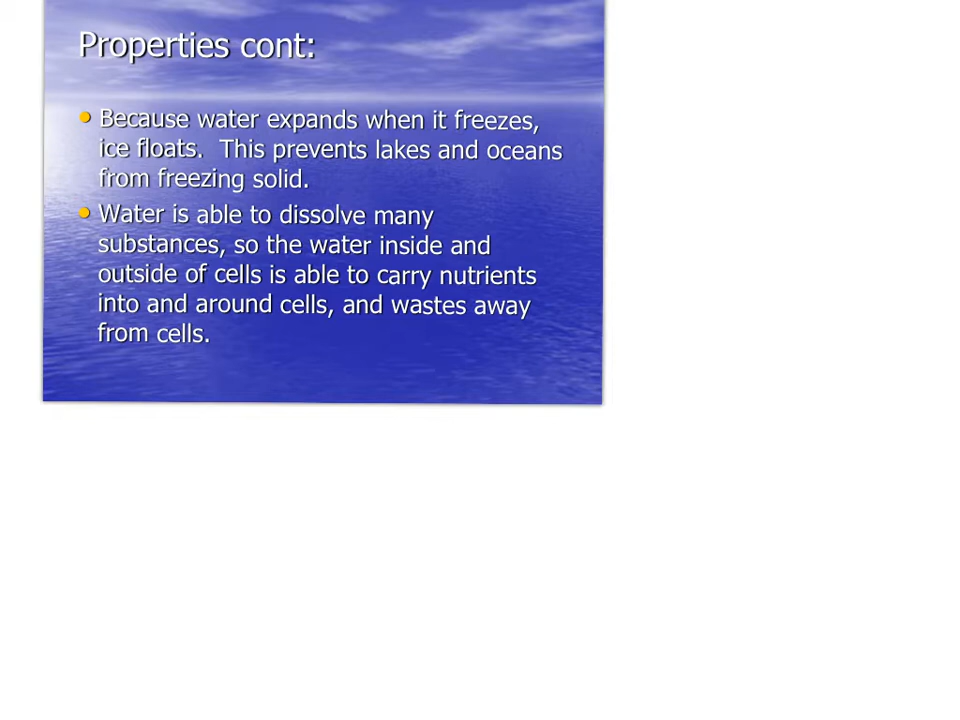 Properties cont:
Because water expands when it freezes,
ice floats.  This prevents lakes and oceans
from freezing solid.
Water is able to dissolve many
substances, so the water inside and
outside of cells is able to carry nutrients
into and around cells, and wastes away
from cells.